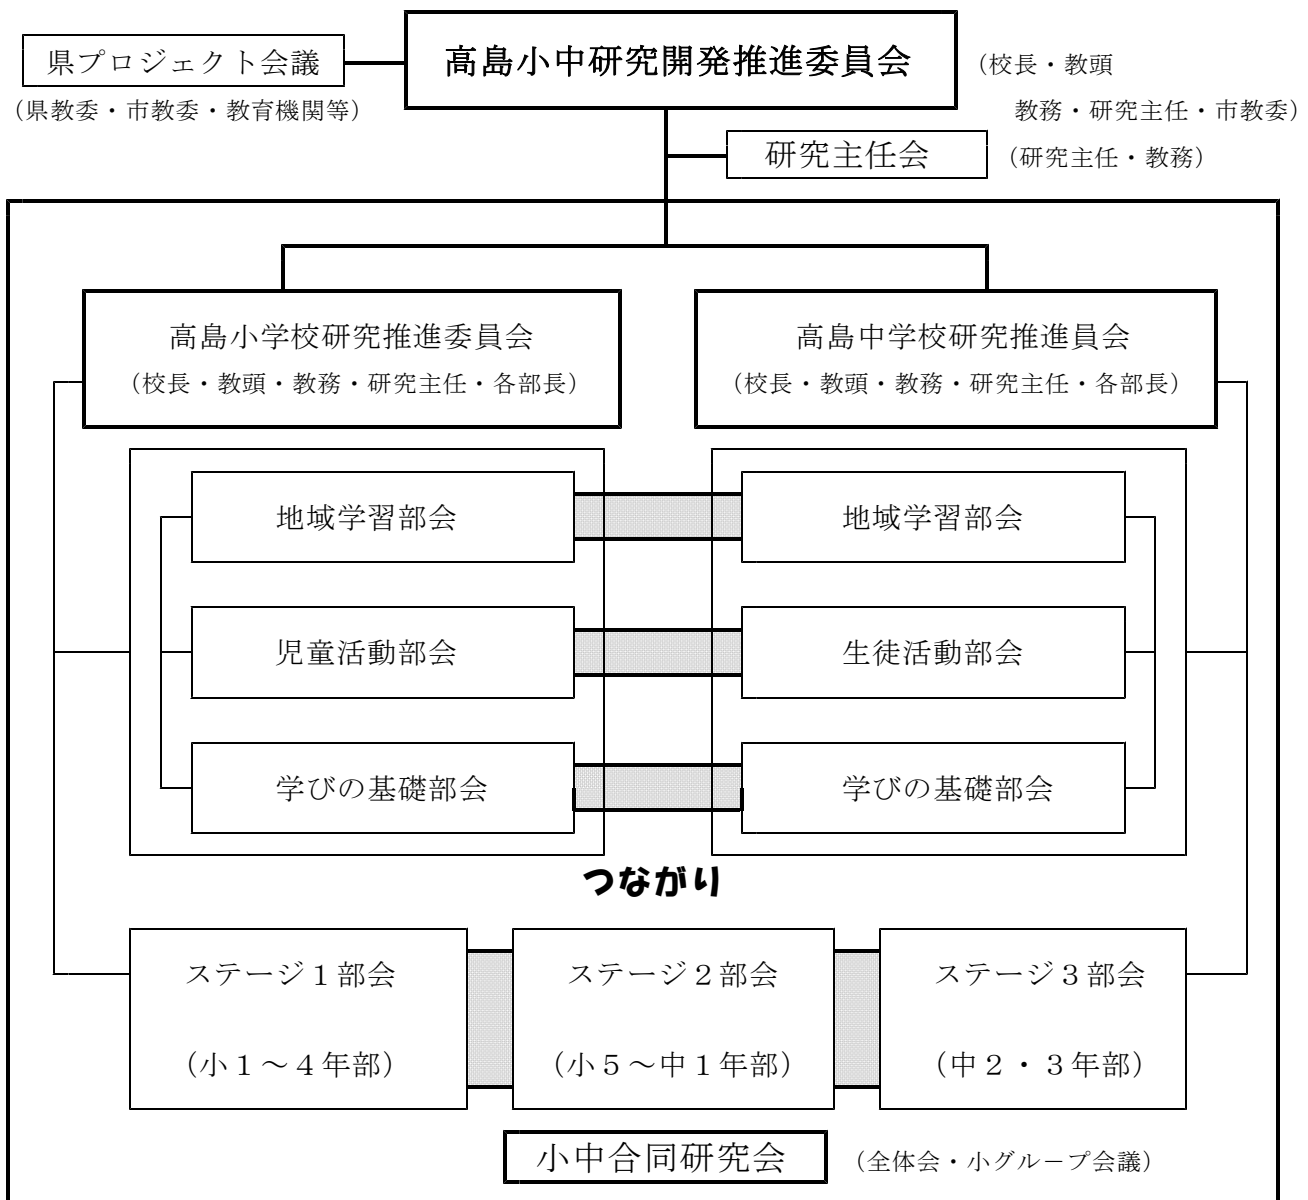 県プロジェクト会議
高島小中研究開発推進委員会
(校長・教頭
(県教委・市教委・教育機関等)
教務・研究主任・市教委)
研究主任会
(研究主任・教務)
高島小学校研究推進委員会
(校長・教頭・教務・研究主任・各部長)
高島中学校研究推進員会
(校長・教頭・教務・研究主任・各部長)
地域学習部会
地域学習部会
児童活動部会
生徒活動部会
学びの基礎部会
学びの基礎部会
つながり
ステージ1部会
(小1~4年部)
ステージ2部会
(小5~中1年部)
ステージ3部会
(中2・3年部)
小中合同研究会
(全体会・小グループ会議)